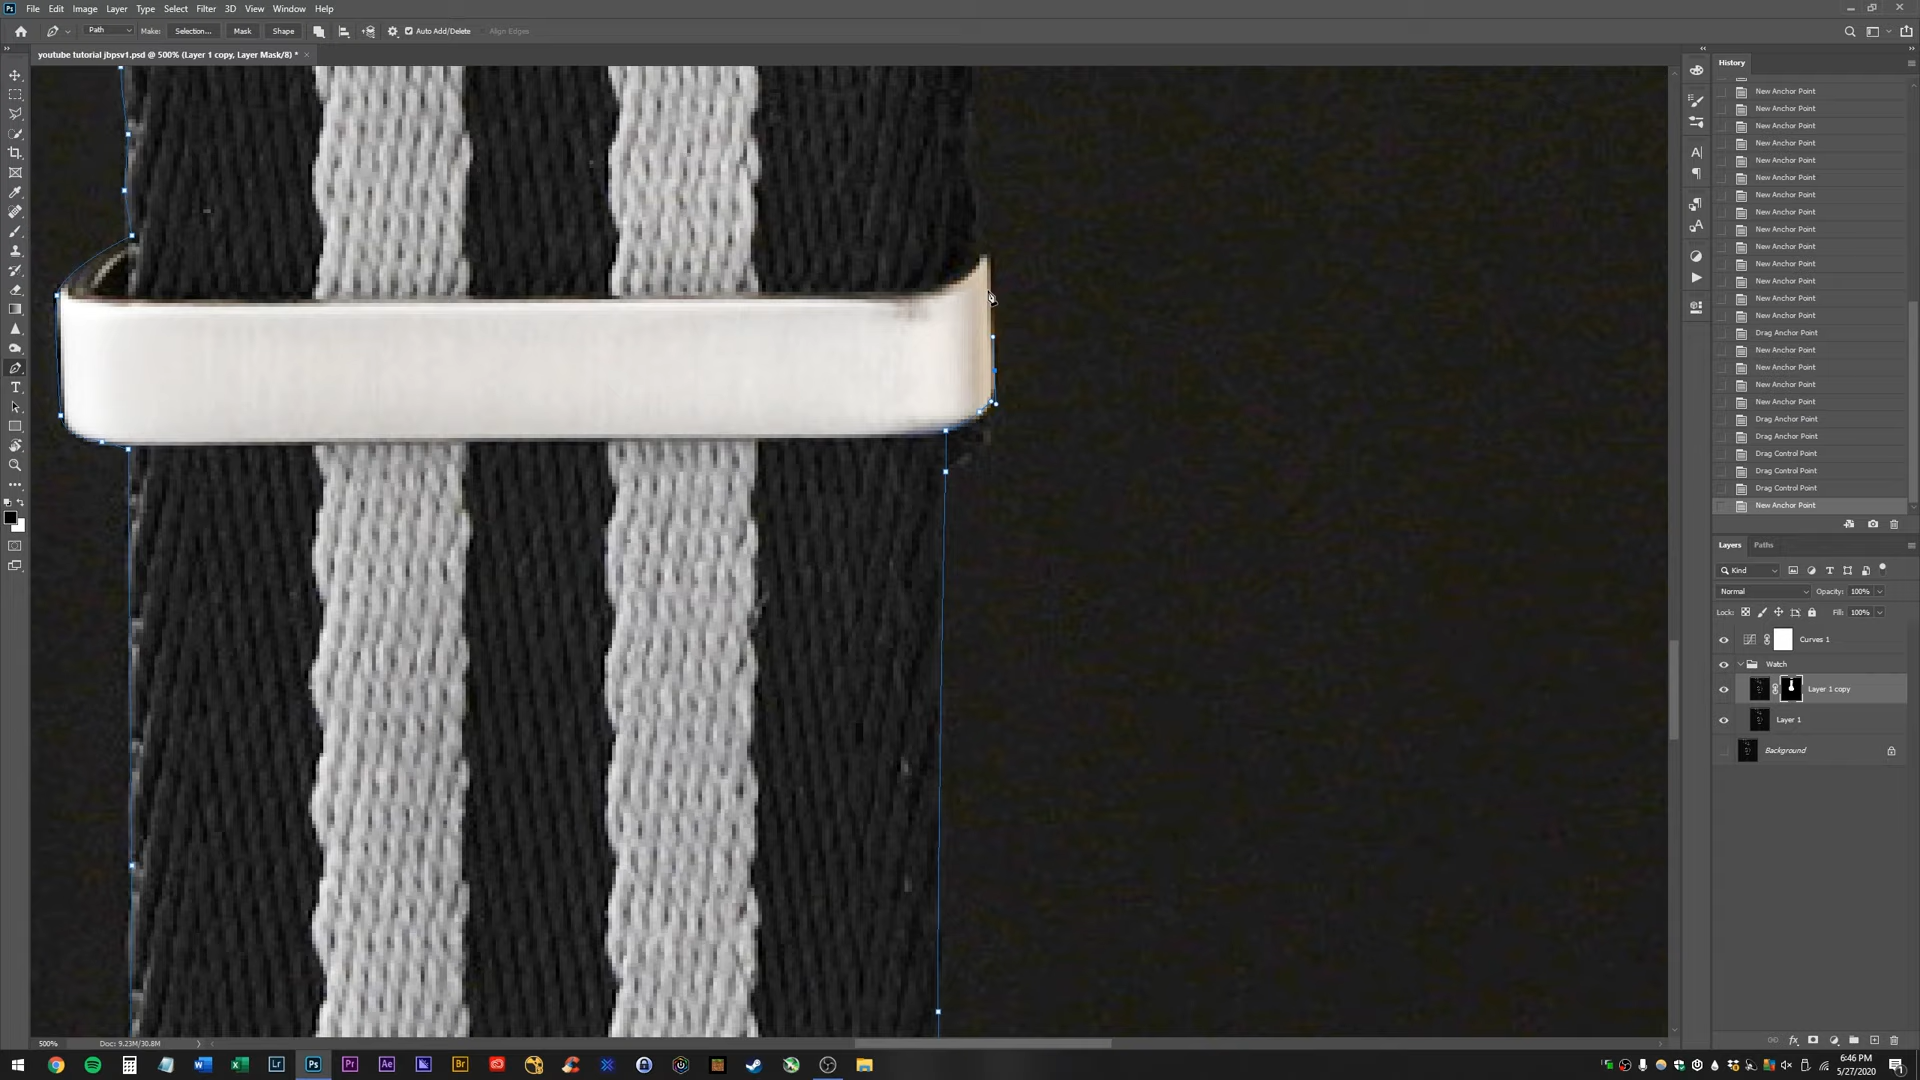 File Edit Image Layer Type Select Filter 3D View Window Help
Path Make: Selection... Mask Shape Auto Add/Delete Align Edges
youtube tutorial jbpsv1.psd @ 500% (Layer 1 copy, Layer Mask/8) *
History
New Anchor Point
New Anchor Point
New Anchor Point
New Anchor Point
New Anchor Point
New Anchor Point
New Anchor Point
New Anchor Point
New Anchor Point
New Anchor Point
New Anchor Point
New Anchor Point
New Anchor Point
New Anchor Point
Drag Anchor Point
New Anchor Point
New Anchor Point
New Anchor Point
New Anchor Point
Drag Anchor Point
Drag Anchor Point
Drag Control Point
Drag Control Point
Drag Control Point
New Anchor Point
Layers Paths
Kind
Normal Opacity: 100%
Lock: Fill: 100%
Curves 1
Watch
Layer 1 copy
Layer 1
Background
500% Doc: 9.23M/30.8M
6:46 PM
5/27/2020